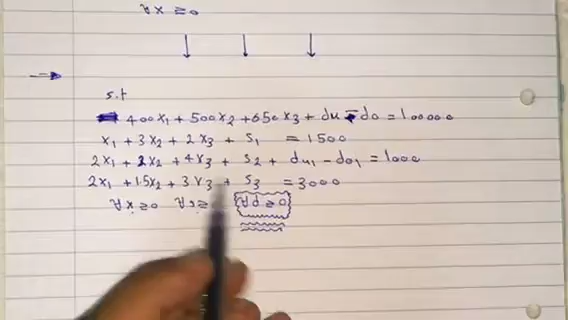 ∀x ≥ 0
s.t
400x₁ + 500x₂ + 650x₃ + du - do = 100000
x₁ + 3x₂ + 2x₃ + s₁ = 1500
2x₁ + 2x₂ + 4x₃ + s₂ + du₁ - do₁ = 1000
2x₁ + 1.5x₂ + 3x₃ + s₃ = 3000
∀x ≥ 0 ∀s ≥ ∀d ≥ 0